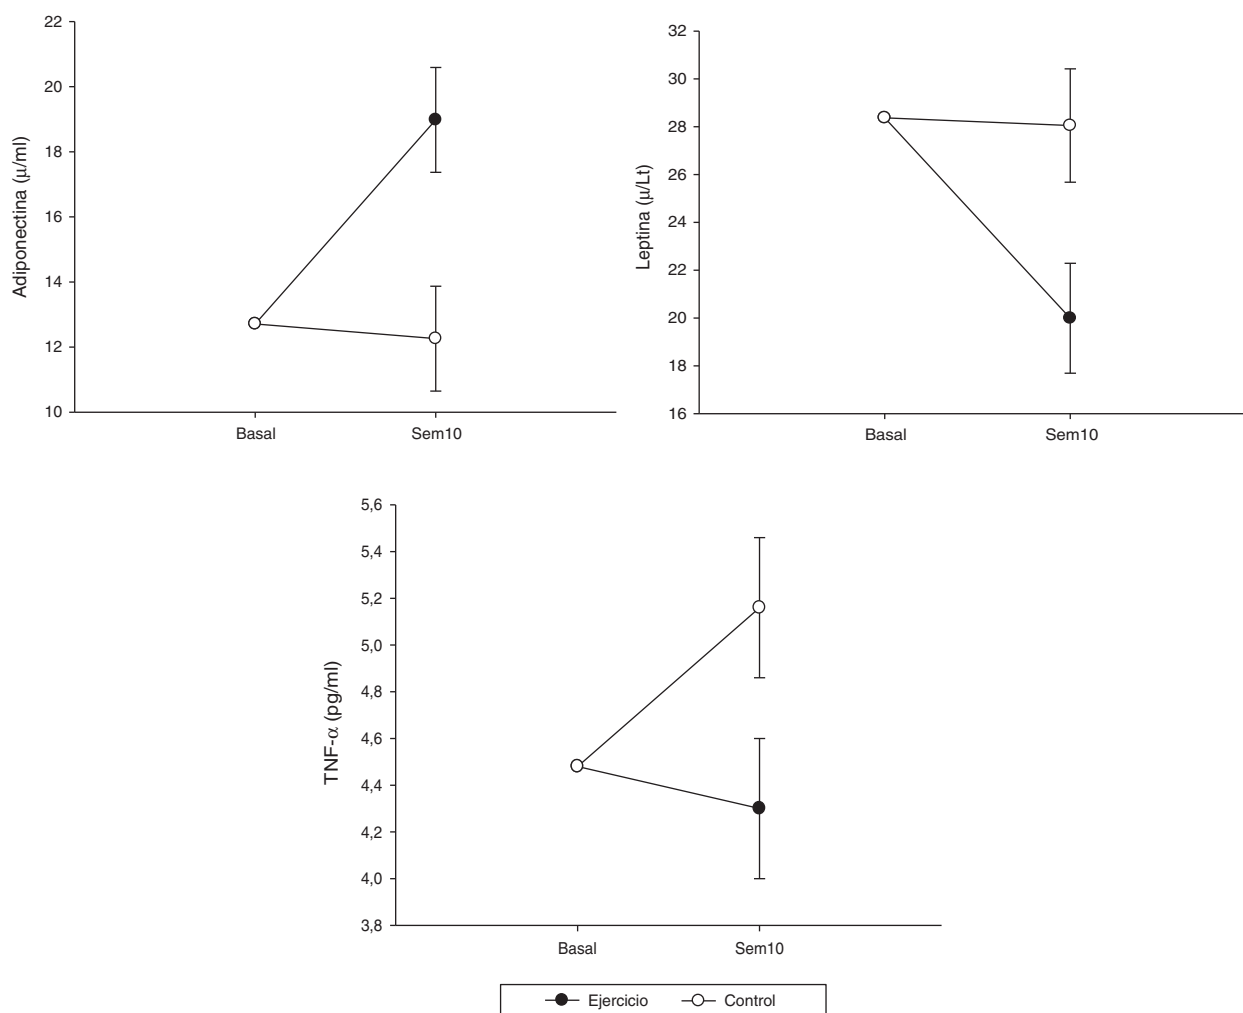 22
20
18
16
14
12
10
Adiponectina (μ/ml)
Basal
Sem10
32
30
28
26
24
22
20
18
16
Leptina (μ/Lt)
Basal
Sem10
5,6
5,4
5,2
5,0
4,8
4,6
4,4
4,2
4,0
3,8
TNF-α (pg/ml)
Basal
Sem10
Ejercicio
Control